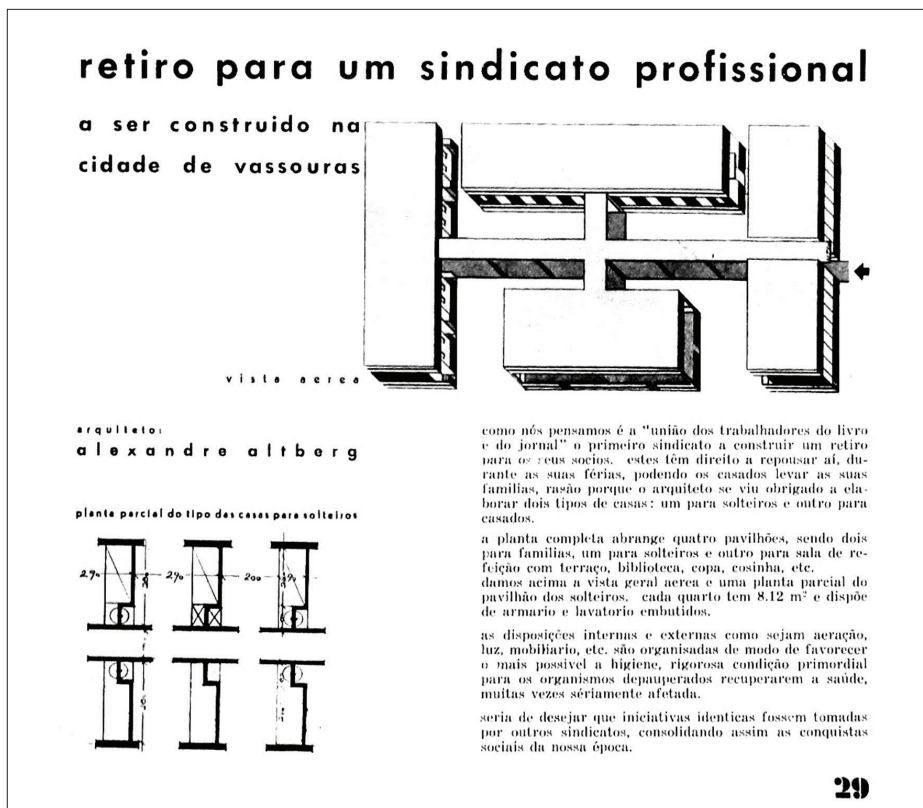 retiro para um sindicato profissional
a ser construido na
cidade de vassouras
vista aerea
arquiteto:
alexandre altberg
planta parcial do tipo das casas para solteiros
2.90 2.90 200 2.90
como nós pensamos é a "união dos trabalhadores do livro
e do jornal" o primeiro sindicato a construir um retiro
para os seus socios. estes têm direito a repousar aí, du-
rante as suas férias, podendo os casados levar as suas
familias, rasão porque o arquiteto se viu obrigado a ela-
borar dois tipos de casas: um para solteiros e outro para
casados.
a planta completa abrange quatro pavilhões, sendo dois
para familias, um para solteiros e outro para sala de re-
feição com terraço, biblioteca, copa, cosinha, etc.
damos acima a vista geral aerea e uma planta parcial do
pavilhão dos solteiros. cada quarto tem 8.12 m² e dispõe
de armario e lavatorio embutidos.
as disposições internas e externas como sejam aeração,
luz, mobiliario, etc. são organisadas de modo de favorecer
o mais possivel a higiene, rigorosa condição primordial
para os organismos depauperados recuperarem a saúde,
muitas vezes sériamente afetada.
seria de desejar que iniciativas identicas fossem tomadas
por outros sindicatos, consolidando assim as conquistas
sociais da nossa época.
29